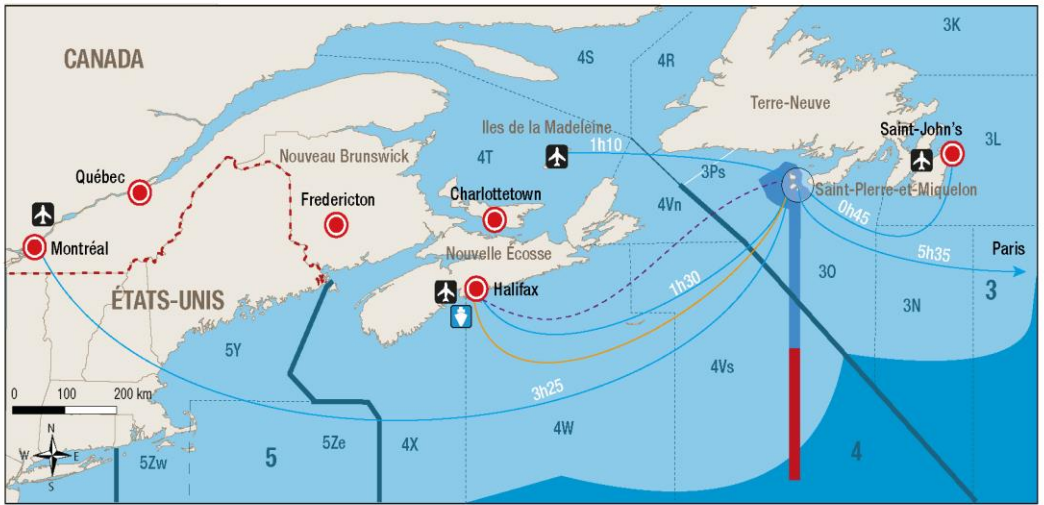 CANADA
4S
4R
3K
Terre-Neuve
Iles de la Madeleine
Saint-John's
3L
1h10
Nouveau Brunswick
4T
3Ps
Québec
Saint-Pierre-et-Miquelon
Fredericton
Charlottetown
4Vn
0h45
Montréal
Nouvelle Écosse
5h35
Paris
3O
3
Halifax
1h30
ETATS-UNIS
3N
5Y
4Vs
0 100 200 km
3h25
N
W E
S
5Zw
5
5Ze
4X
4W
4